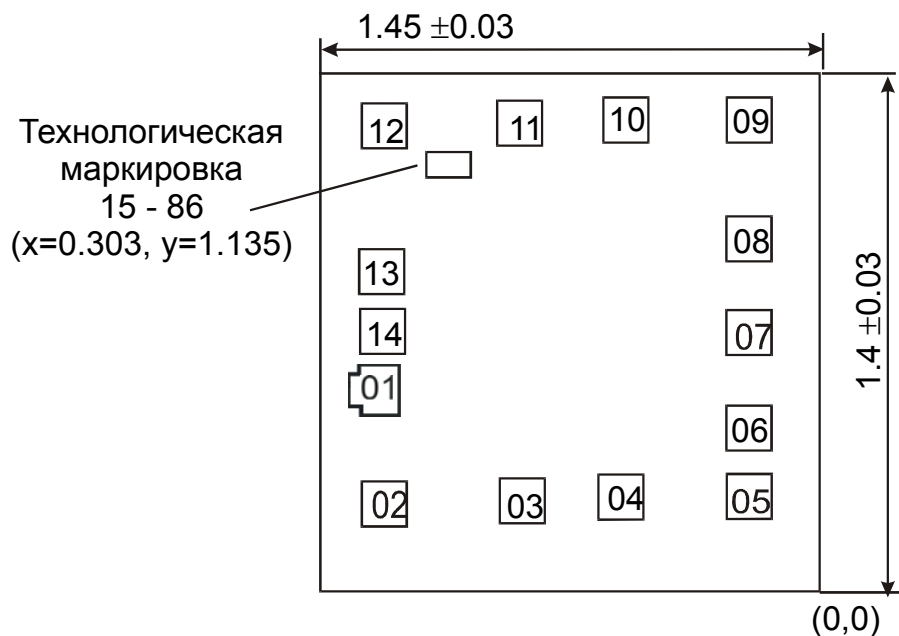 1.45 ±0.03
12 11 10 09
Технологическая
маркировка
15 - 86
(x=0.303, y=1.135)
08
13
14 07
1.4 ±0.03
01
06
02 03 04 05
(0,0)